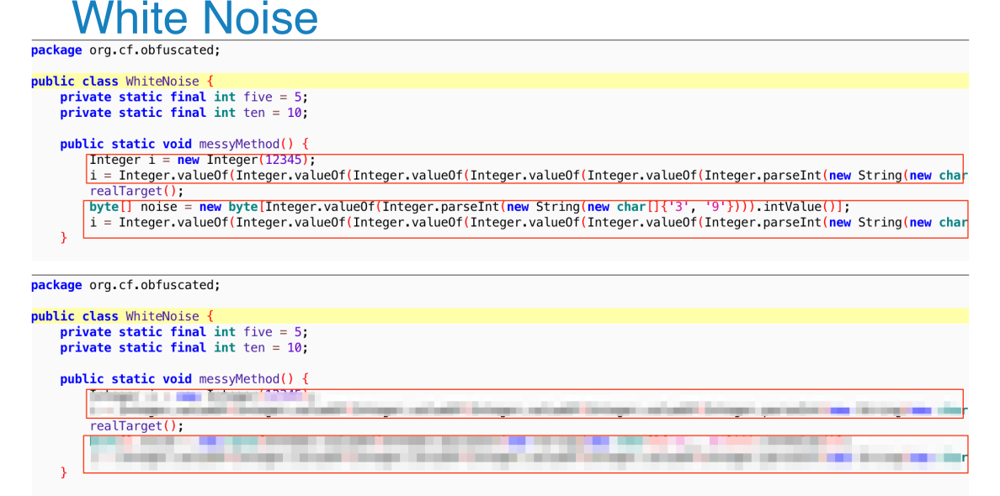 White Noise
package org.cf.obfuscated;
public class WhiteNoise {
private static final int five = 5;
private static final int ten = 10;
public static void messyMethod() {
Integer i = new Integer(12345);
i = Integer.valueOf(Integer.valueOf(Integer.valueOf(Integer.valueOf(Integer.valueOf(Integer.parseInt(new String(new char
realTarget();
byte[] noise = new byte[Integer.valueOf(Integer.parseInt(new String(new char[]{'3', '9'}))).intValue()];
i = Integer.valueOf(Integer.valueOf(Integer.valueOf(Integer.valueOf(Integer.valueOf(Integer.parseInt(new String(new char
}
package org.cf.obfuscated;
public class WhiteNoise {
private static final int five = 5;
private static final int ten = 10;
public static void messyMethod() {
realTarget();
}